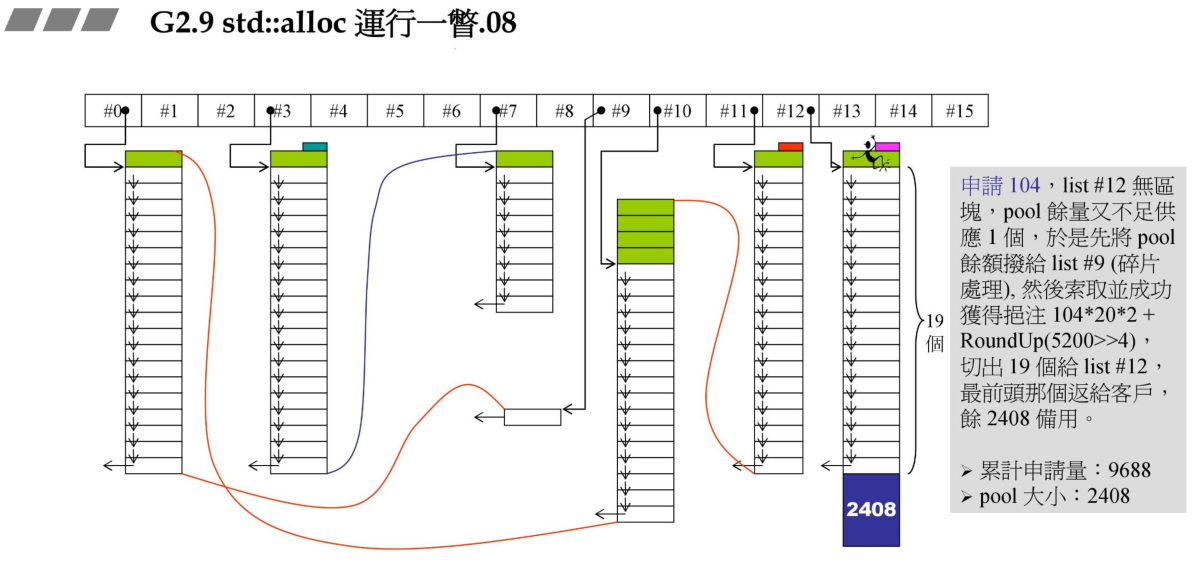 G2.9 std::alloc 運行一瞥.08
#0 #1 #2 #3 #4 #5 #6 #7 #8 #9 #10 #11 #12 #13 #14 #15
申請 104，list #12 無區
塊，pool 餘量又不足供
應 1 個，於是先將 pool
餘額撥給 list #9 (碎片
處理), 然後索取並成功
獲得挹注 104*20*2 +
RoundUp(5200>>4)，
切出 19 個給 list #12，
最前頭那個返給客戶，
餘 2408 備用。
19
個
➢ 累計申請量：9688
➢ pool 大小：2408
2408